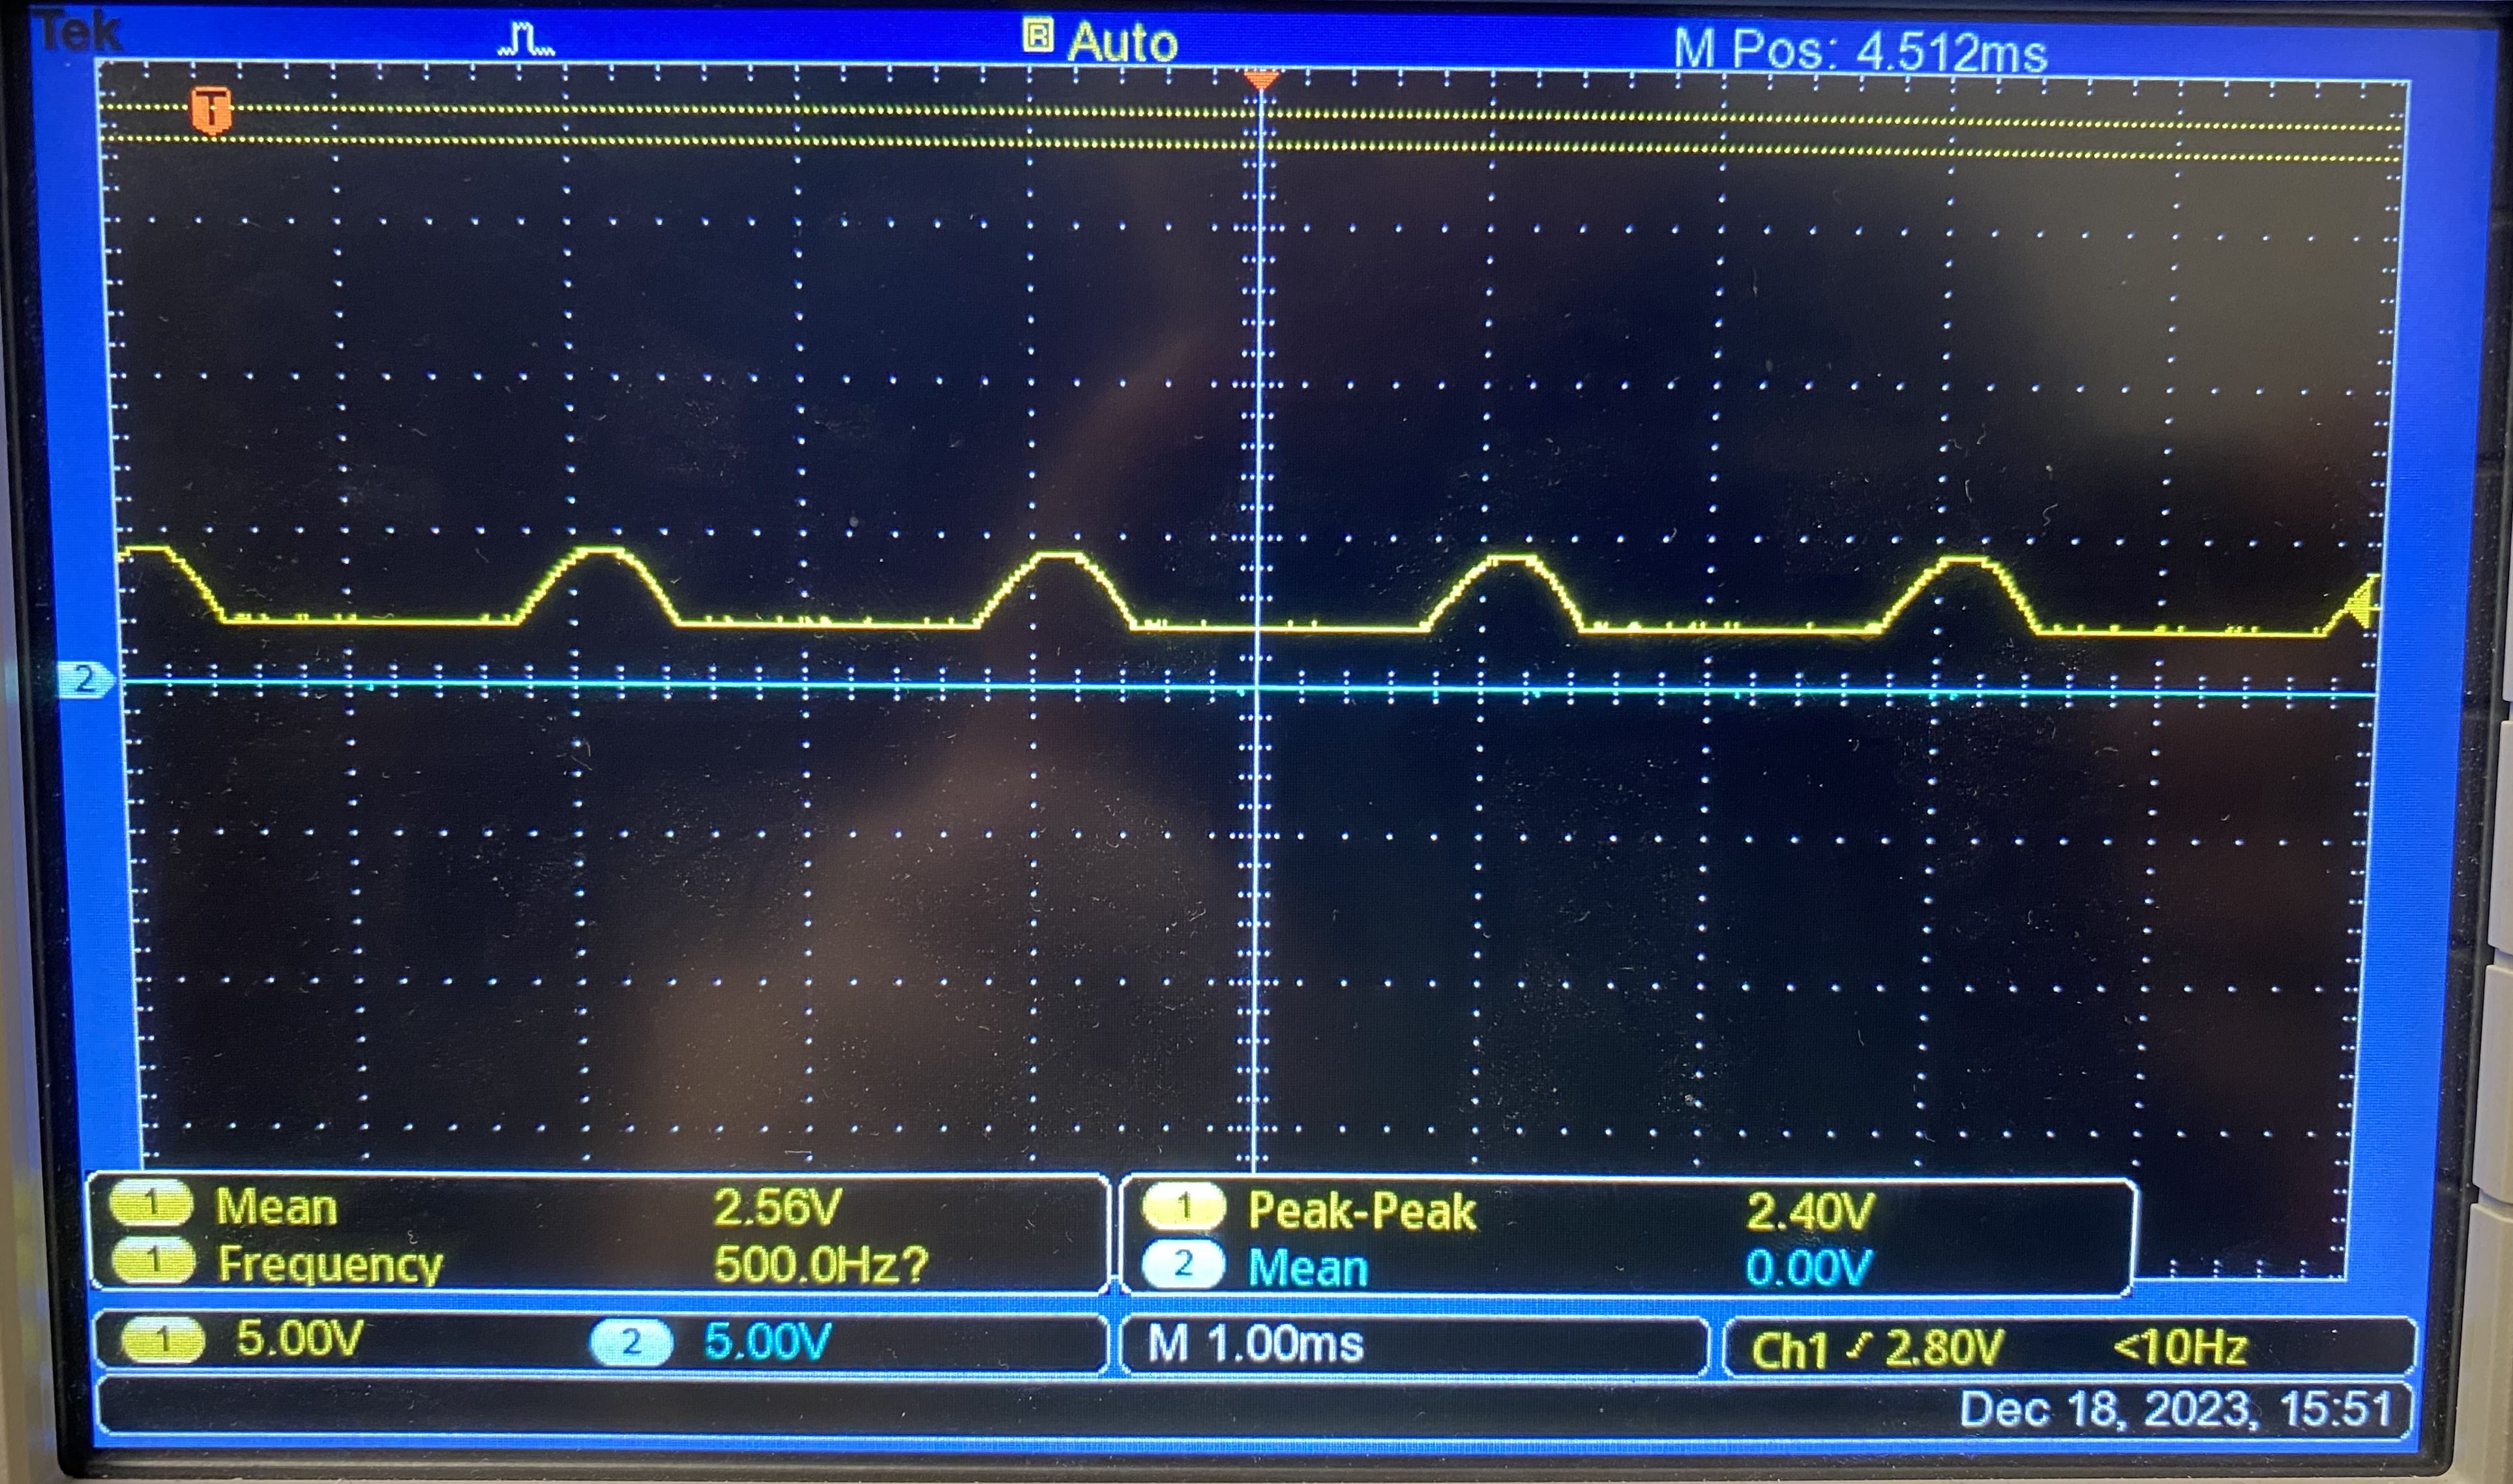 Tek R Auto M Pos: 4.512ms
T
2
1 Mean 2.56V 1 Peak-Peak 2.40V
1 Frequency 500.0Hz? 2 Mean 0.00V
1 5.00V 2 5.00V M 1.00ms Ch1 2.80V <10Hz
Dec 18, 2023, 15:51